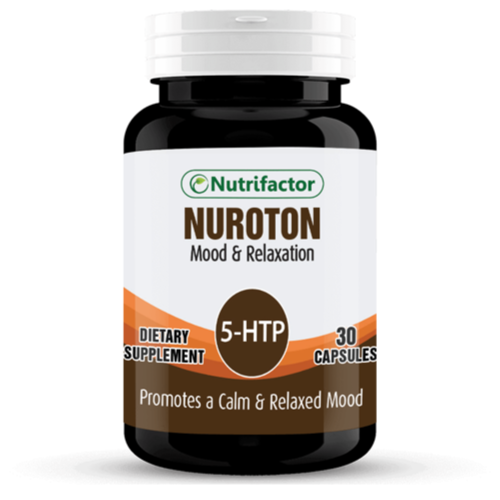 Nutrifactor
NUROTON
Mood & Relaxation
5-HTP
DIETARY
SUPPLEMENT
30
CAPSULES
Promotes a Calm & Relaxed Mood